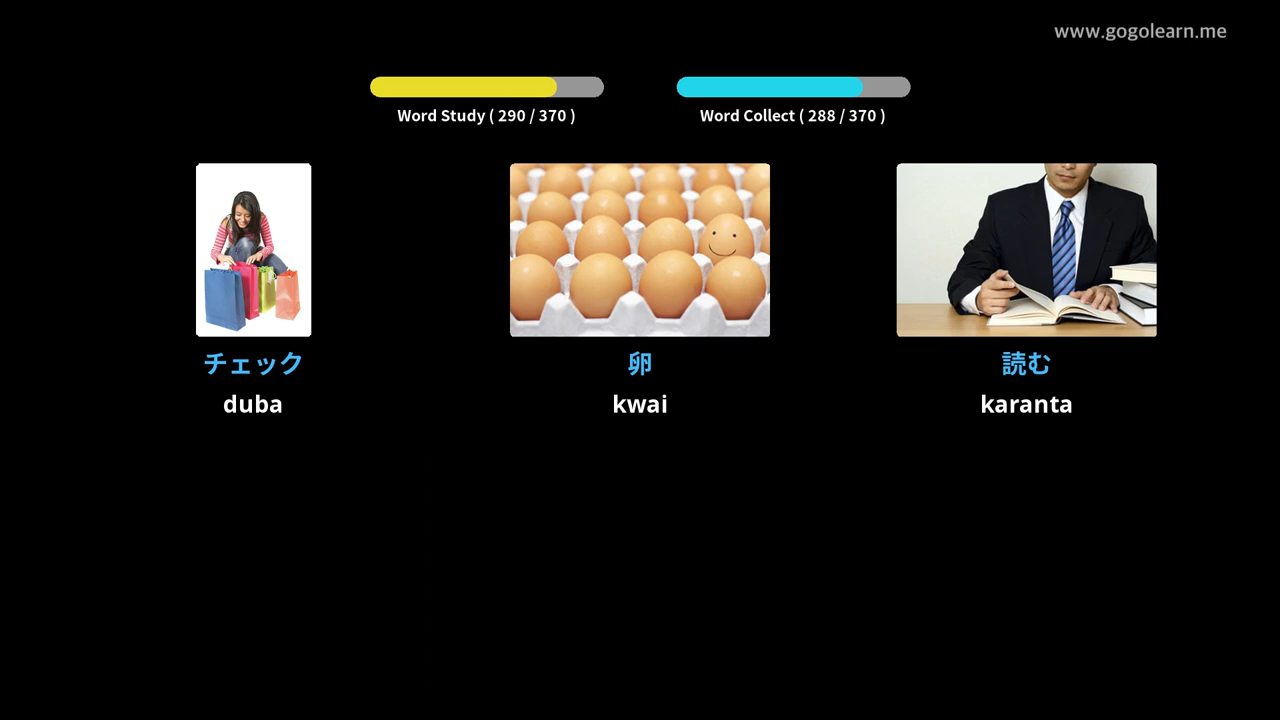 www.gogolearn.me
Word Study ( 290 / 370 )
Word Collect ( 288 / 370 )
チェック
卵
読む
duba
kwai
karanta